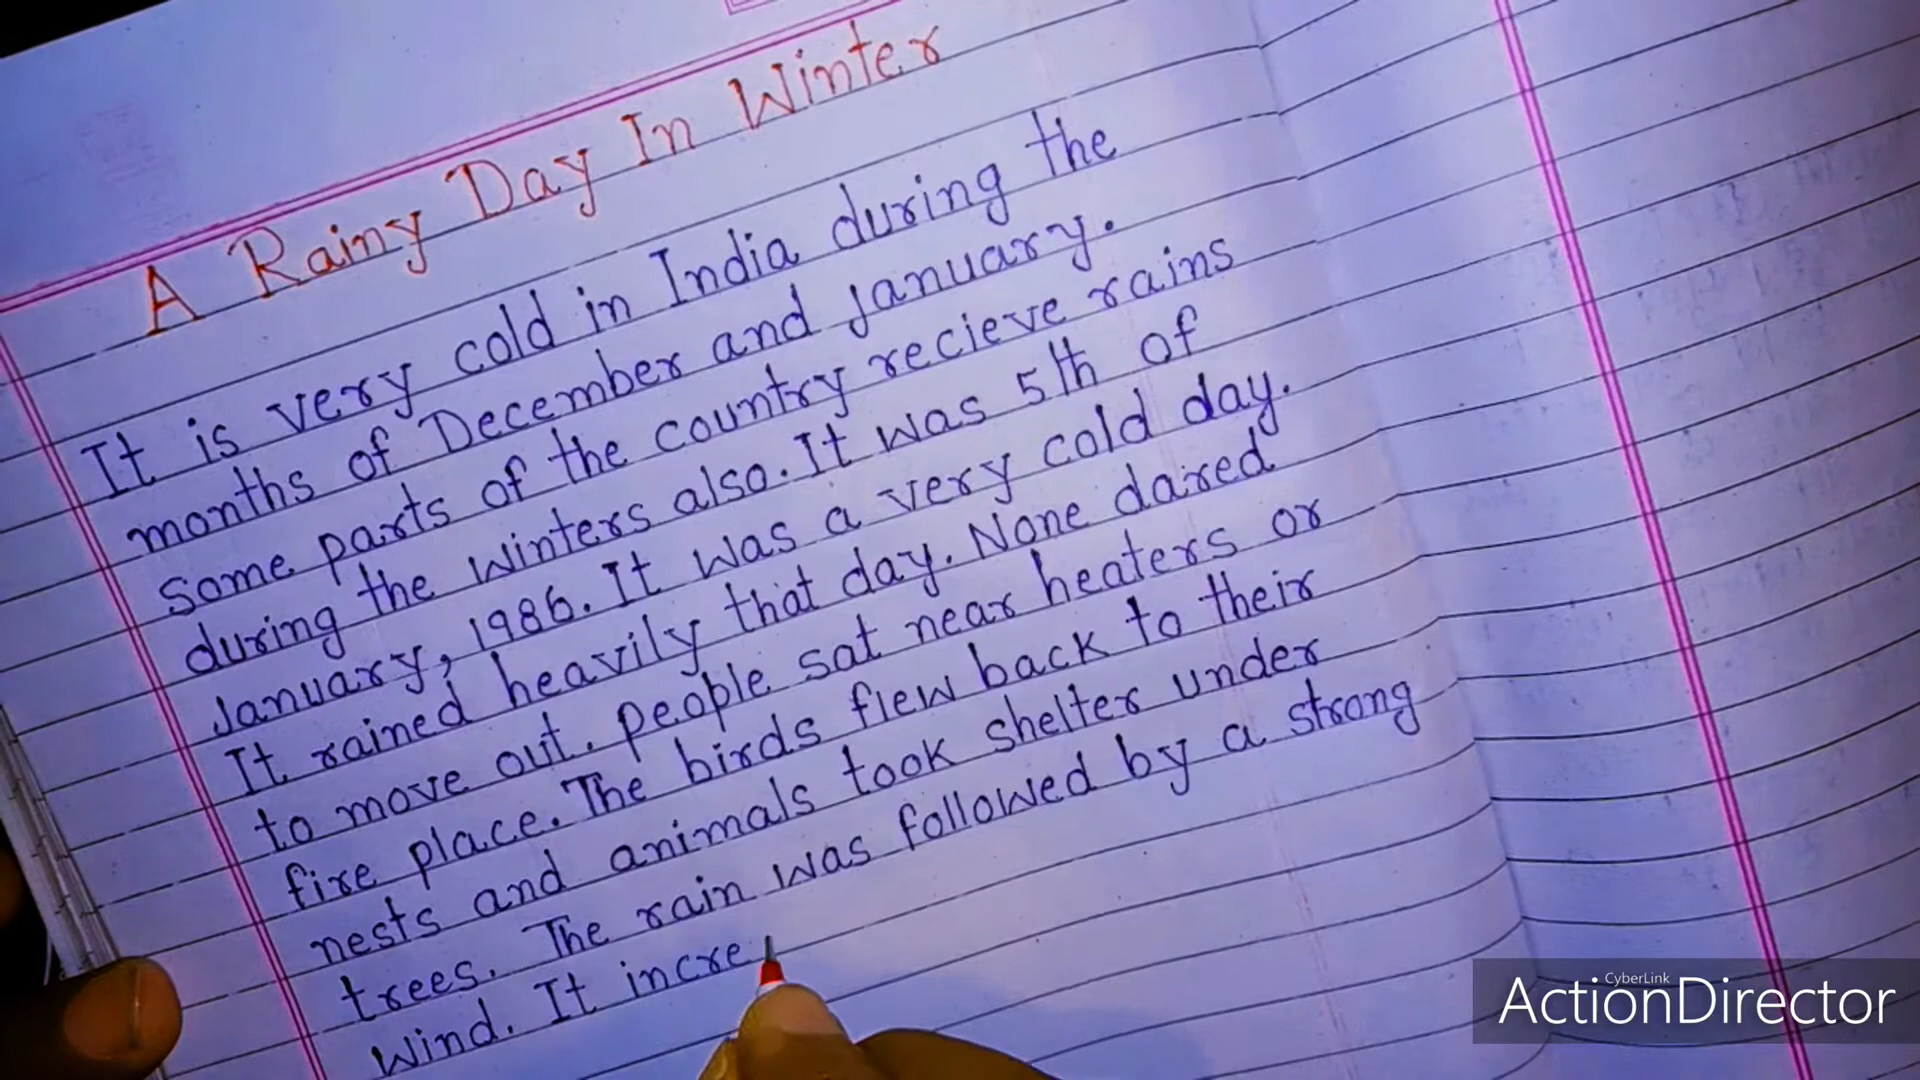 A Rainy Day In Winter
It is very cold in India during the
months of December and January.
Some parts of the country recieve rains
during the Winters also. It was 5th of
January, 1986. It was a very cold day.
It rained heavily that day. None dared
to move out. people sat near heaters or
fire place. The birds flew back to their
nests and animals took shelter under
trees. The rain was followed by a strong
Wind. It incre
CyberLink
ActionDirector